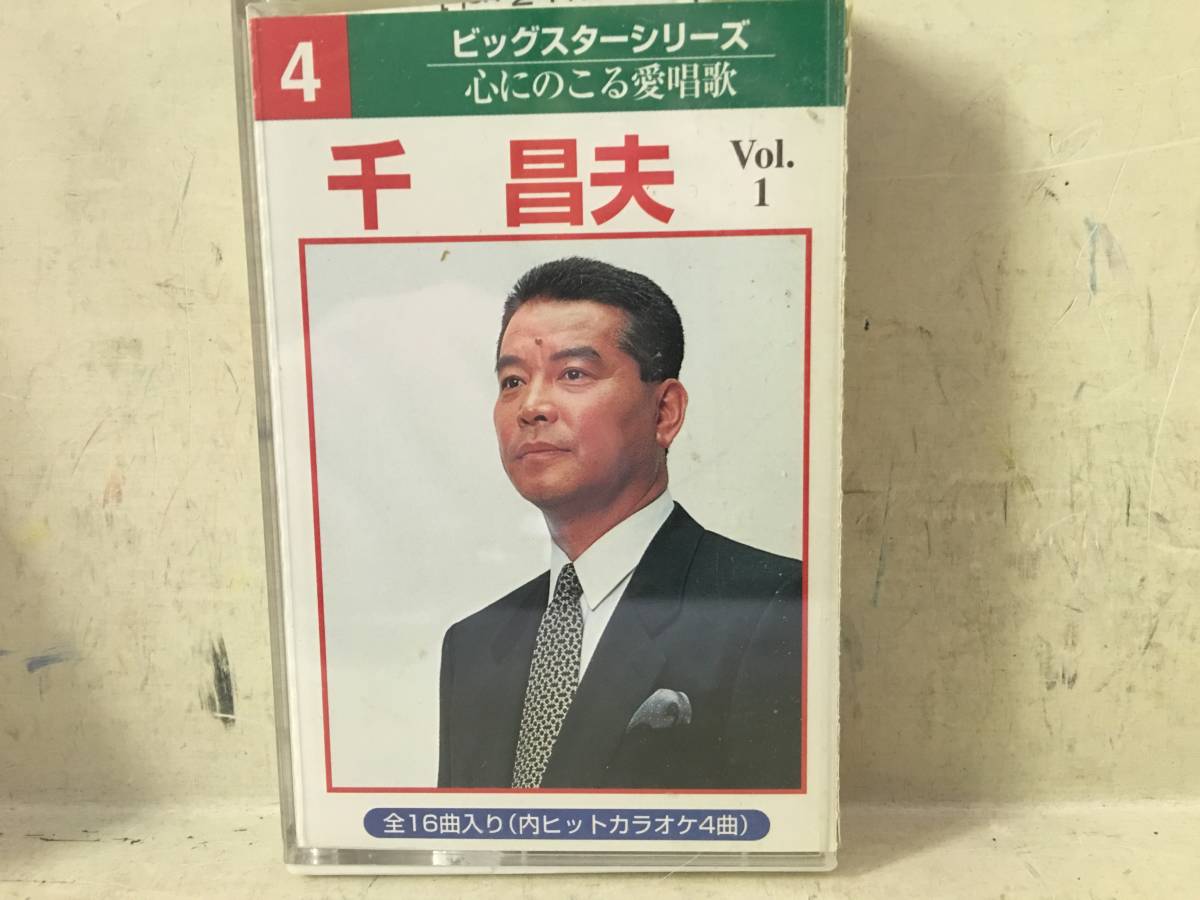 4
ビッグスターシリーズ
心にのこる愛唱歌
千 昌夫
Vol.
1
全16曲入り(内ヒットカラオケ4曲)